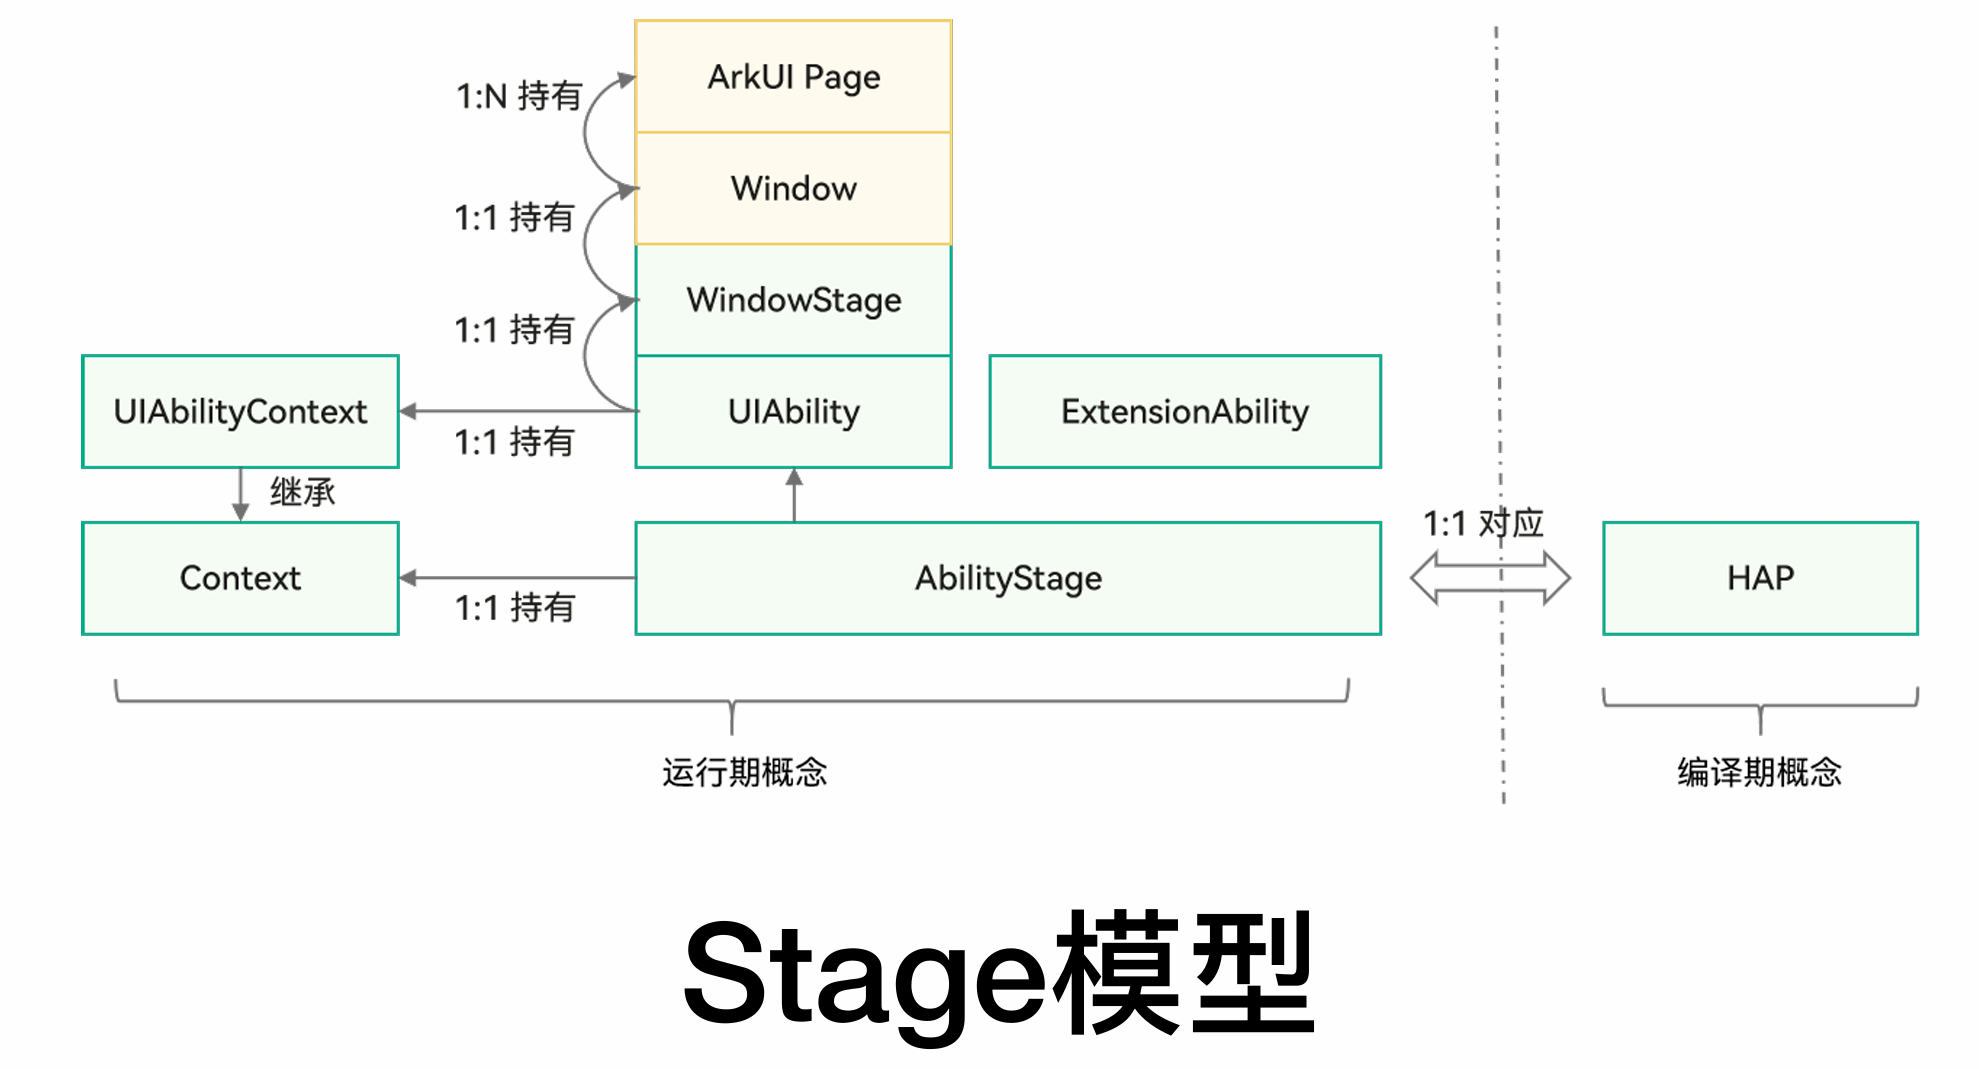 ArkUI Page
1:N 持有
Window
1:1 持有
WindowStage
1:1 持有
UIAbilityContext
UIAbility
ExtensionAbility
1:1 持有
继承
1:1 对应
Context
AbilityStage
HAP
1:1 持有
运行期概念
编译期概念
Stage模型